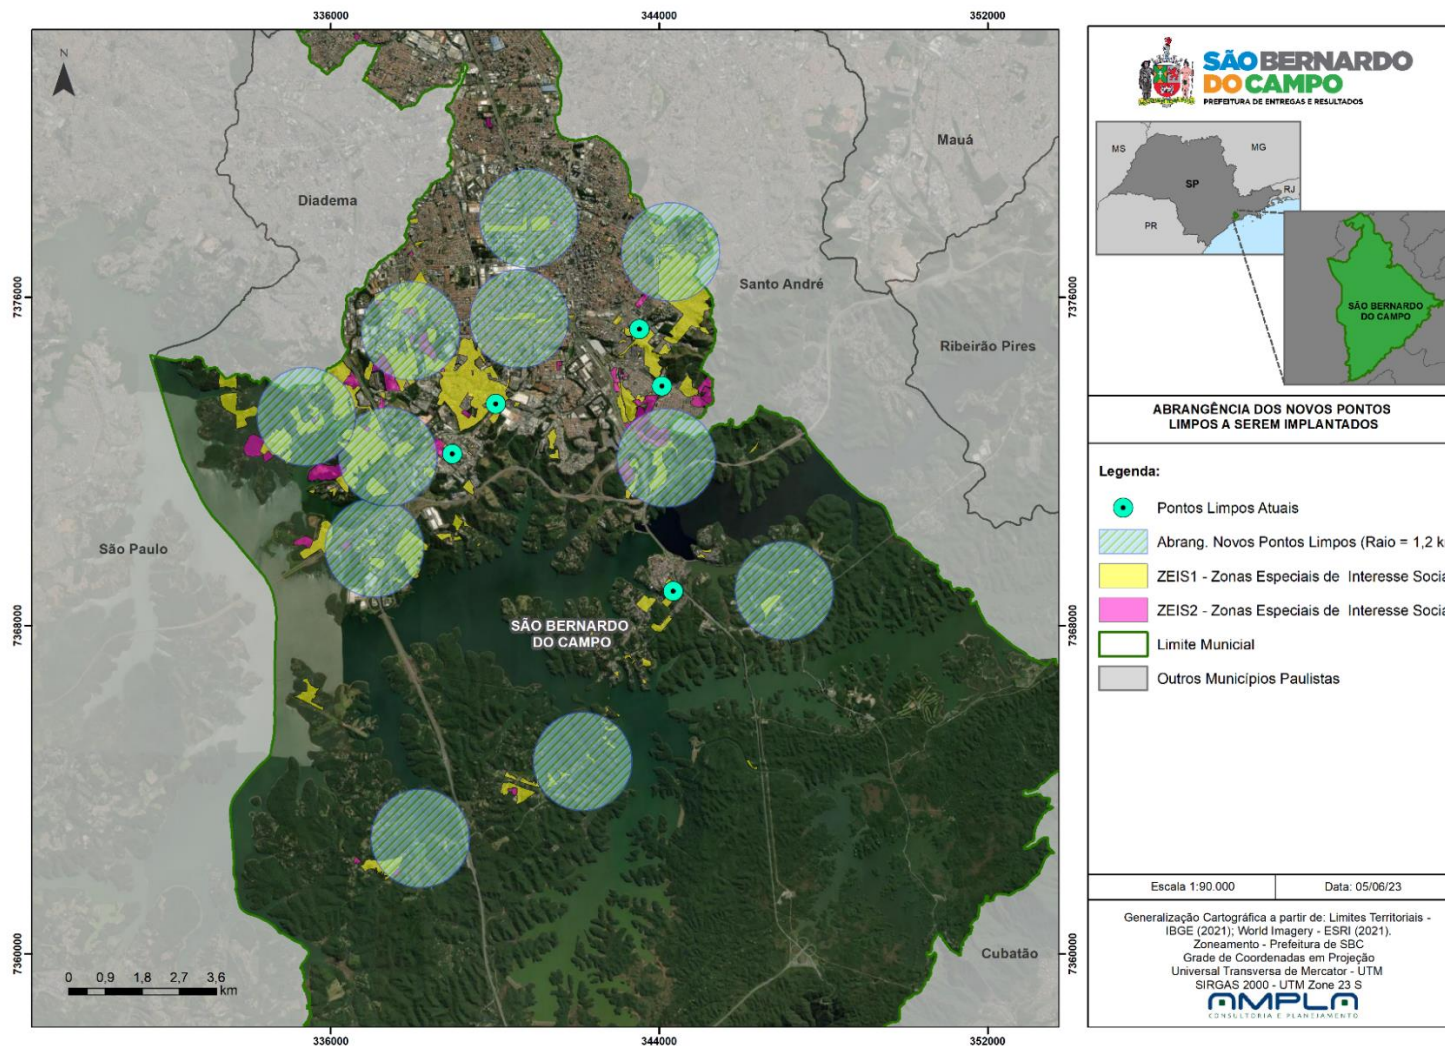 336000
344000
352000
N
Mauá
Diadema
Santo André
7376000
7376000
Ribeirão Pires
São Paulo
SÃO BERNARDO
DO CAMPO
7368000
7368000
7360000
7360000
Cubatão
0 0,9 1,8 2,7 3,6
km
336000
344000
352000
SÃO BERNARDO
DO CAMPO
PREFEITURA DE ENTREGAS E RESULTADOS
MS
MG
SP
RJ
PR
SÃO BERNARDO
DO CAMPO
ABRANGÊNCIA DOS NOVOS PONTOS
LIMPOS A SEREM IMPLANTADOS
Legenda:
Pontos Limpos Atuais
Abrang. Novos Pontos Limpos (Raio = 1,2 k
ZEIS1 - Zonas Especiais de Interesse Socia
ZEIS2 - Zonas Especiais de Interesse Socia
Limite Municial
Outros Municípios Paulistas
Escala 1:90.000
Data: 05/06/23
Generalização Cartográfica a partir de: Limites Territoriais -
IBGE (2021); World Imagery - ESRI (2021).
Zoneamento - Prefeitura de SBC
Grade de Coordenadas em Projeção
Universal Transversa de Mercator - UTM
SIRGAS 2000 - UTM Zone 23 S
AMPLA
CONSULTORIA E PLANEJAMENTO